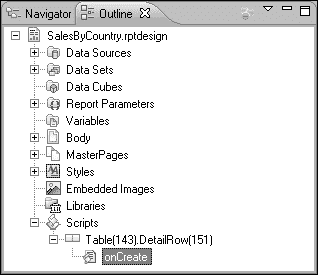 Navigator Outline
SalesByCountry.rptdesign
Data Sources
Data Sets
Data Cubes
Report Parameters
Variables
Body
MasterPages
Styles
Embedded Images
Libraries
Scripts
Table(143).DetailRow(151)
onCreate